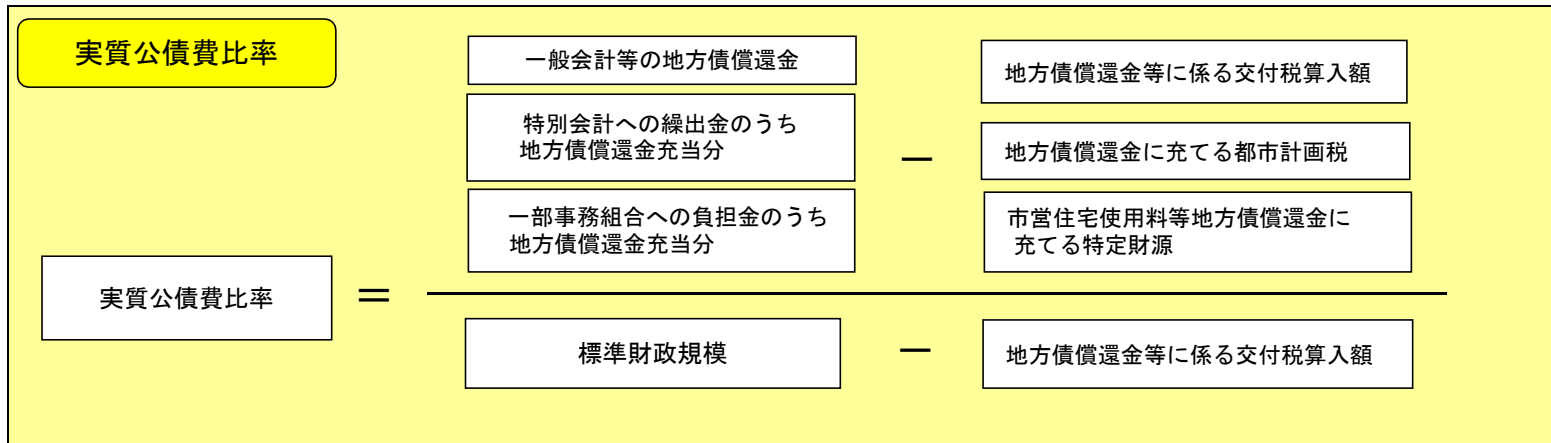 実質公債費比率
一般会計等の地方債償還金
特別会計への繰出金のうち
地方債償還金充当分
一部事務組合への負担金のうち
地方債償還金充当分
－
地方債償還金等に係る交付税算入額
地方債償還金に充てる都市計画税
市営住宅使用料等地方債償還金に
充てる特定財源
実質公債費比率
＝
標準財政規模
－
地方債償還金等に係る交付税算入額